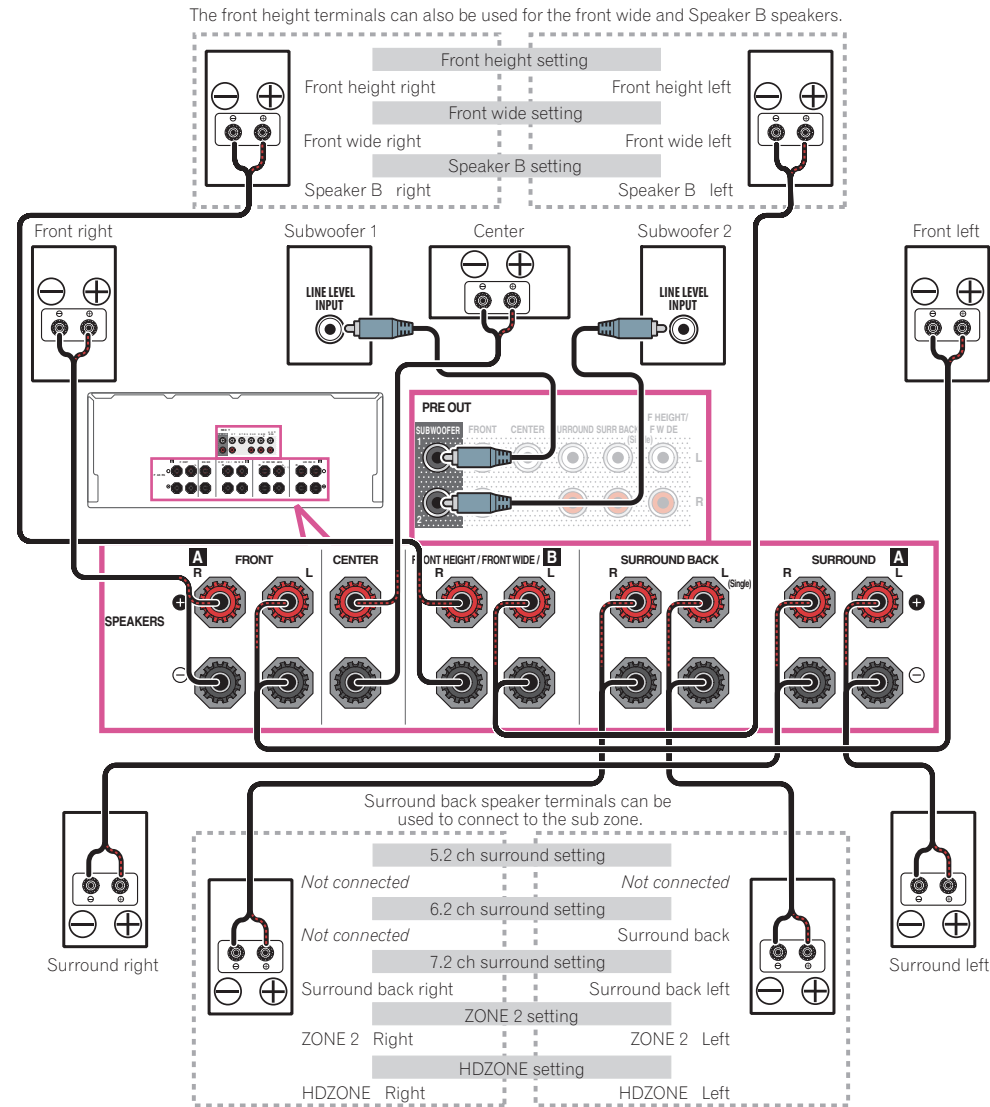 The front height terminals can also be used for the front wide and Speaker B speakers.
Front height setting
Front height right
Front height left
Front wide setting
Front wide right
Front wide left
Speaker B setting
Speaker B right
Speaker B left
Front right
Subwoofer 1
Center
Subwoofer 2
Front left
LINE LEVEL
INPUT
LINE LEVEL
INPUT
PRE OUT
SUBWOOFER
FRONT
CENTER
SURROUND
SURR BACK
(Single)
F HEIGHT/
F W DE
1
L
2
R
A
FRONT
R
L
CENTER
FRONT HEIGHT / FRONT WIDE / B
R
L
SURROUND BACK
R
L
(Single)
SURROUND
A
R
L
SPEAKERS
Surround back speaker terminals can be
used to connect to the sub zone.
5.2 ch surround setting
Not connected
Not connected
6.2 ch surround setting
Not connected
Surround back
7.2 ch surround setting
Surround back right
Surround back left
ZONE 2 setting
ZONE 2 Right
ZONE 2 Left
HDZONE setting
HDZONE Right
HDZONE Left
Surround right
Surround left